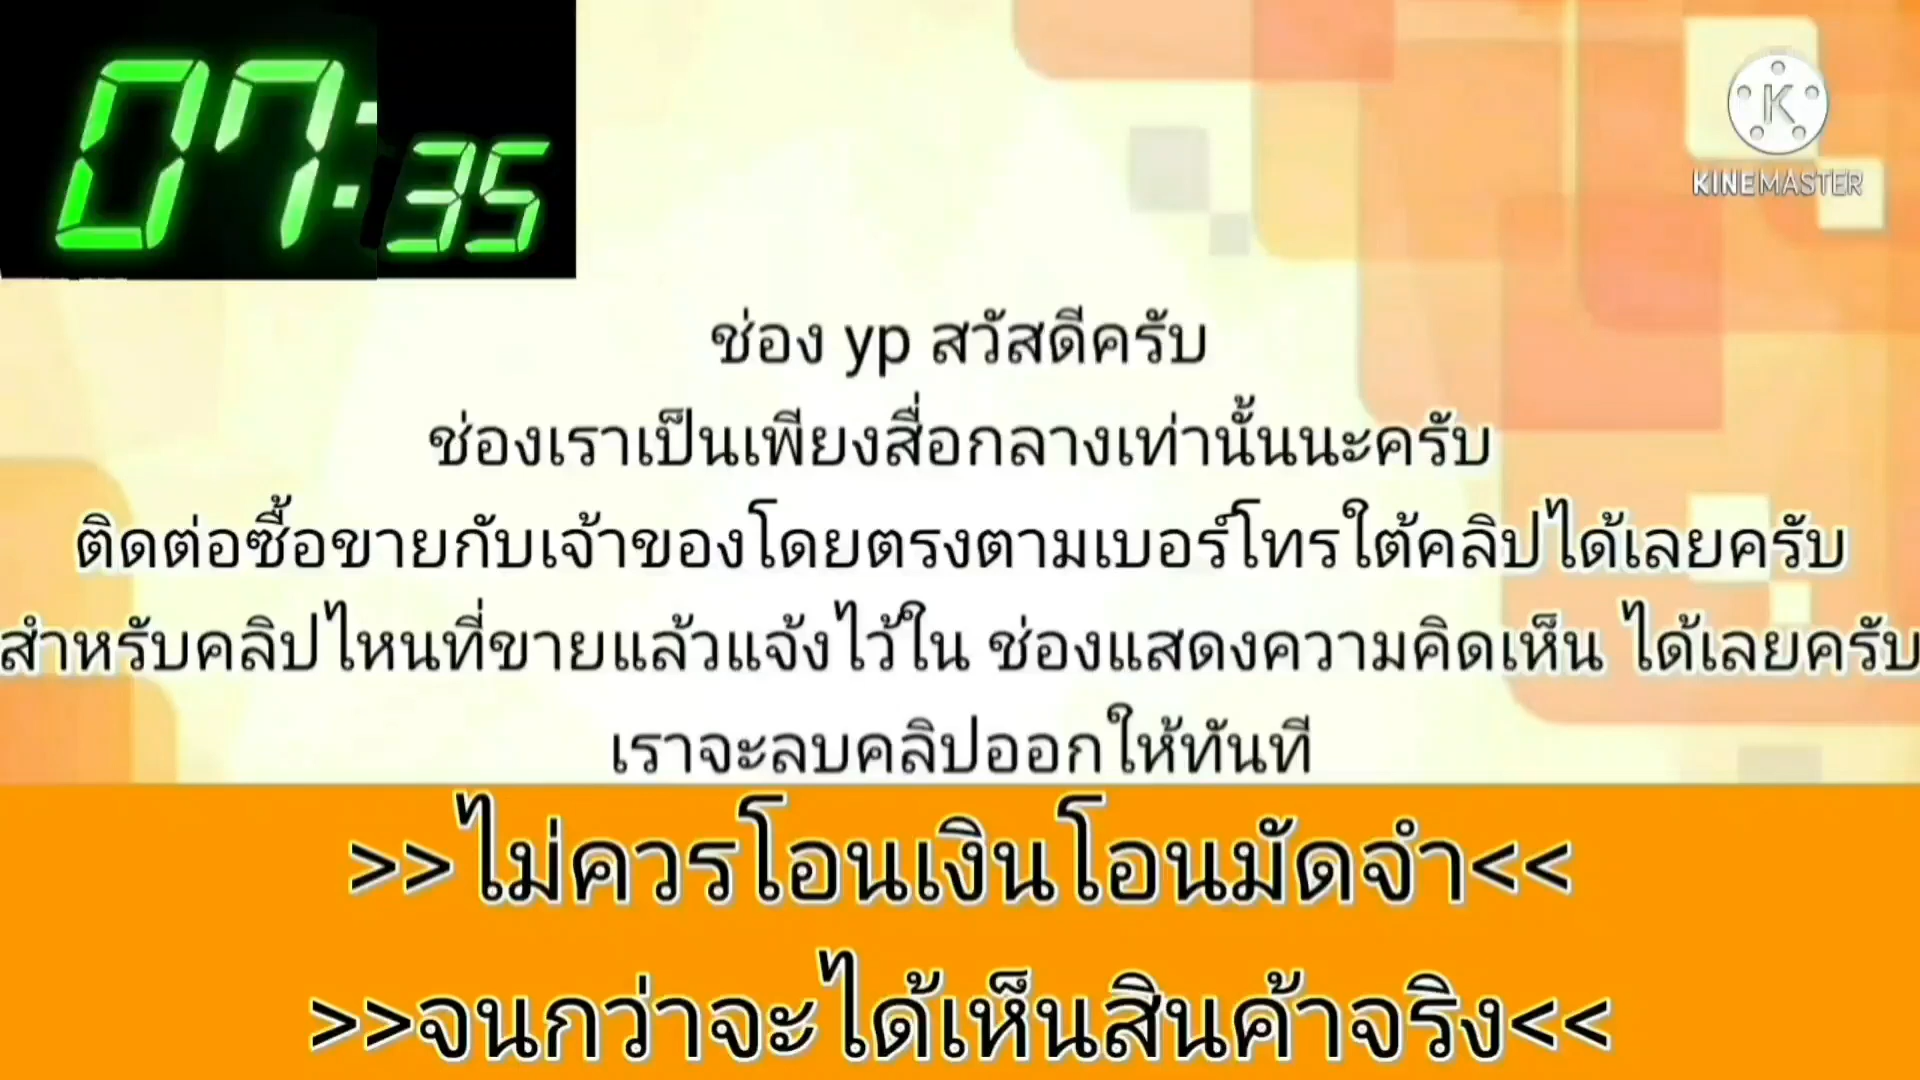 07:35
KINEMASTER
ช่อง yp สวัสดีครับ
ช่องเราเป็นเพียงสื่อกลางเท่านั้นนะครับ
ติดต่อซื้อขายกับเจ้าของโดยตรงตามเบอร์โทรใต้คลิปได้เลยครับ
สำหรับคลิปไหนที่ขายแล้วแจ้งไว้ใน ช่องแสดงความคิดเห็น ได้เลยครับ
เราจะลบคลิปออกให้ทันที
>>ไม่ควรโอนเงินโอนมัดจำ<<
>>จนกว่าจะได้เห็นสินค้าจริง<<